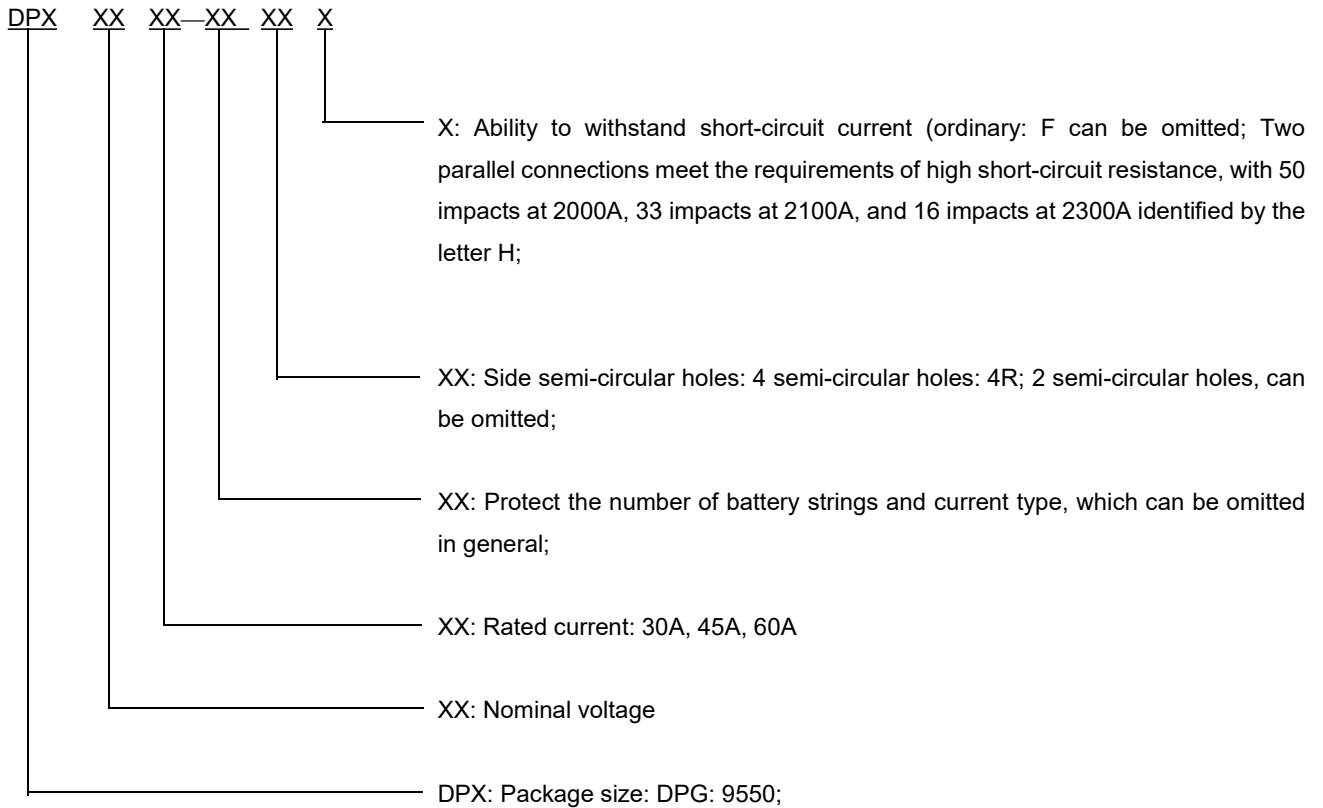 DPX XX XX—XX XX X
X: Ability to withstand short-circuit current (ordinary: F can be omitted; Two
parallel connections meet the requirements of high short-circuit resistance, with 50
impacts at 2000A, 33 impacts at 2100A, and 16 impacts at 2300A identified by the
letter H;
XX: Side semi-circular holes: 4 semi-circular holes: 4R; 2 semi-circular holes, can
be omitted;
XX: Protect the number of battery strings and current type, which can be omitted
in general;
XX: Rated current: 30A, 45A, 60A
XX: Nominal voltage
DPX: Package size: DPG: 9550;